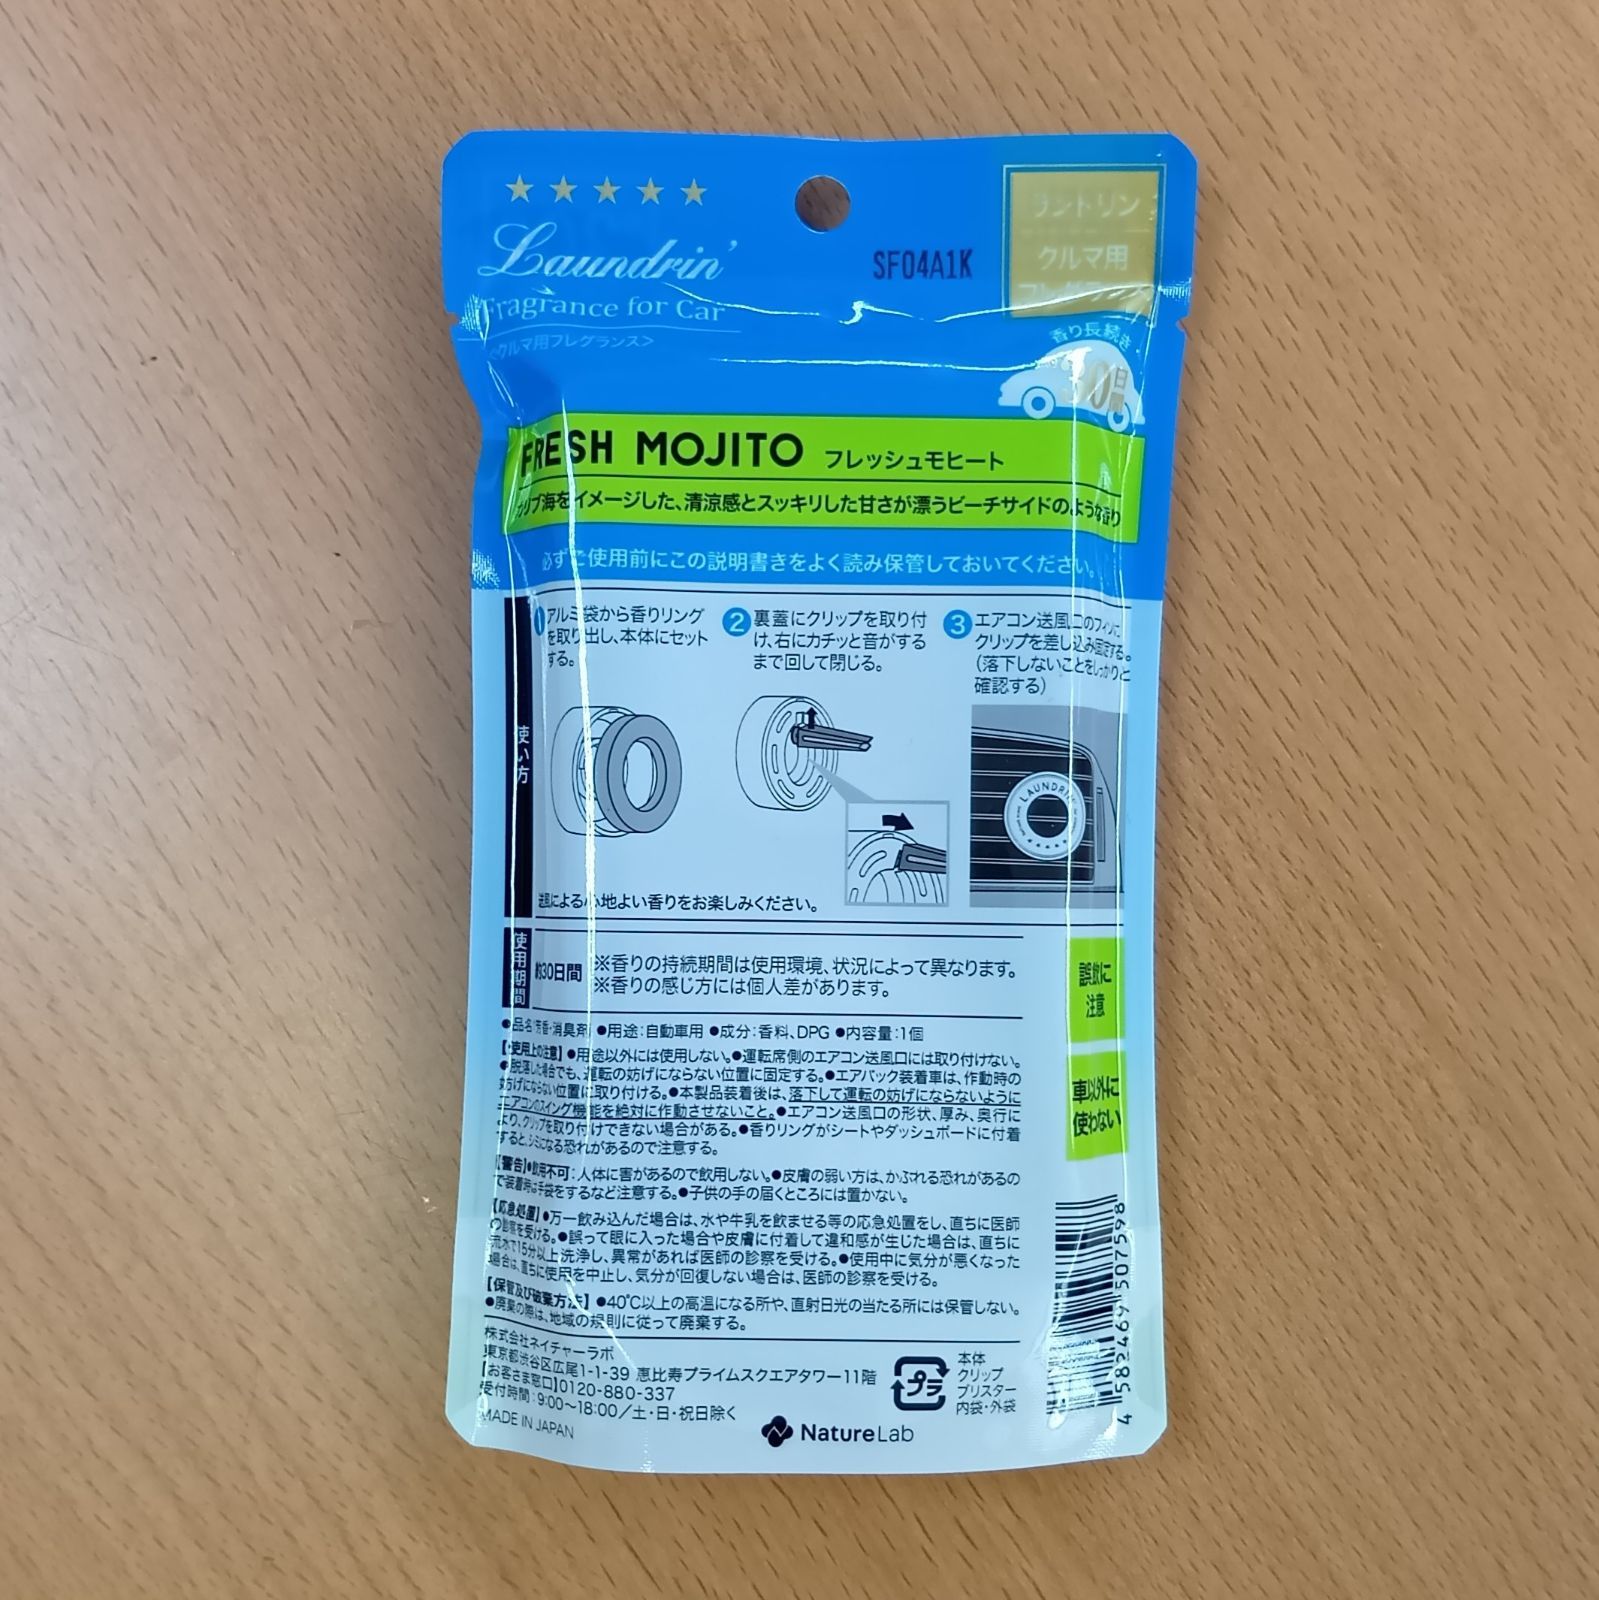 Laundrin'
Fragrance for Car
<クルマ用フレグランス>
SF04A1K
ラントリン
クルマ用
フレグランス
香り長続き
30日間
FRESH MOJITO フレッシュモヒート
カリブ海をイメージした、清涼感とスッキリした甘さが漂うビーチサイドのような香り
必ずご使用前にこの説明書きをよく読み保管しておいてください。
使い方
1 アルミ袋から香りリング
を取り出し、本体にセット
する。
2 裏蓋にクリップを取り付
け、右にカチッと音がする
まで回して閉じる。
3 エアコン送風口のフィンに
クリップを差し込み固定する。
(落下しないことをしっかりと
確認する)
LAUNDRIN
送風による心地よい香りをお楽しみください。
使用期間
約30日間
※香りの持続期間は使用環境、状況によって異なります。
※香りの感じ方には個人差があります。
誤飲に
注意
車以外に
使わない
●品名:芳香・消臭剤 ●用途:自動車用 ●成分:香料、DPG ●内容量:1個
【使用上の注意】●用途以外には使用しない。●運転席側のエアコン送風口には取り付けない。
●脱落した場合でも、運転の妨げにならない位置に固定する。●エアバック装着車は、作動時の
妨げにならない位置に取り付ける。●本製品装着後は、落下して運転の妨げにならないように
エアコンのスイング機能を絶対に作動させないこと。●エアコン送風口の形状、厚み、奥行に
より、クリップを取り付けできない場合がある。●香りリングがシートやダッシュボードに付着
すると、シミになる恐れがあるので注意する。
【警告】●飲用不可:人体に害があるので飲用しない。●皮膚の弱い方は、かぶれる恐れがあるの
で装着時は手袋をするなど注意する。●子供の手の届くところには置かない。
【応急処置】●万一飲み込んだ場合は、水や牛乳を飲ませる等の応急処置をし、直ちに医師
の診察を受ける。●誤って眼に入った場合や皮膚に付着して違和感が生じた場合は、直ちに
流水で15分以上洗浄し、異常があれば医師の診察を受ける。●使用中に気分が悪くなった
場合は、直ちに使用を中止し、気分が回復しない場合は、医師の診察を受ける。
【保管及び破棄方法】●40℃以上の高温になる所や、直射日光の当たる所には保管しない。
●廃棄の際は、地域の規則に従って廃棄する。
株式会社ネイチャーラボ
東京都渋谷区広尾1-1-39 恵比寿プライムスクエアタワー11階
【お客さま窓口】0120-880-337
受付時間:9:00～18:00/土・日・祝日除く
MADE IN JAPAN
NatureLab
プラ
本体
クリップ
ブリスター
内袋・外袋
4 582469 507598